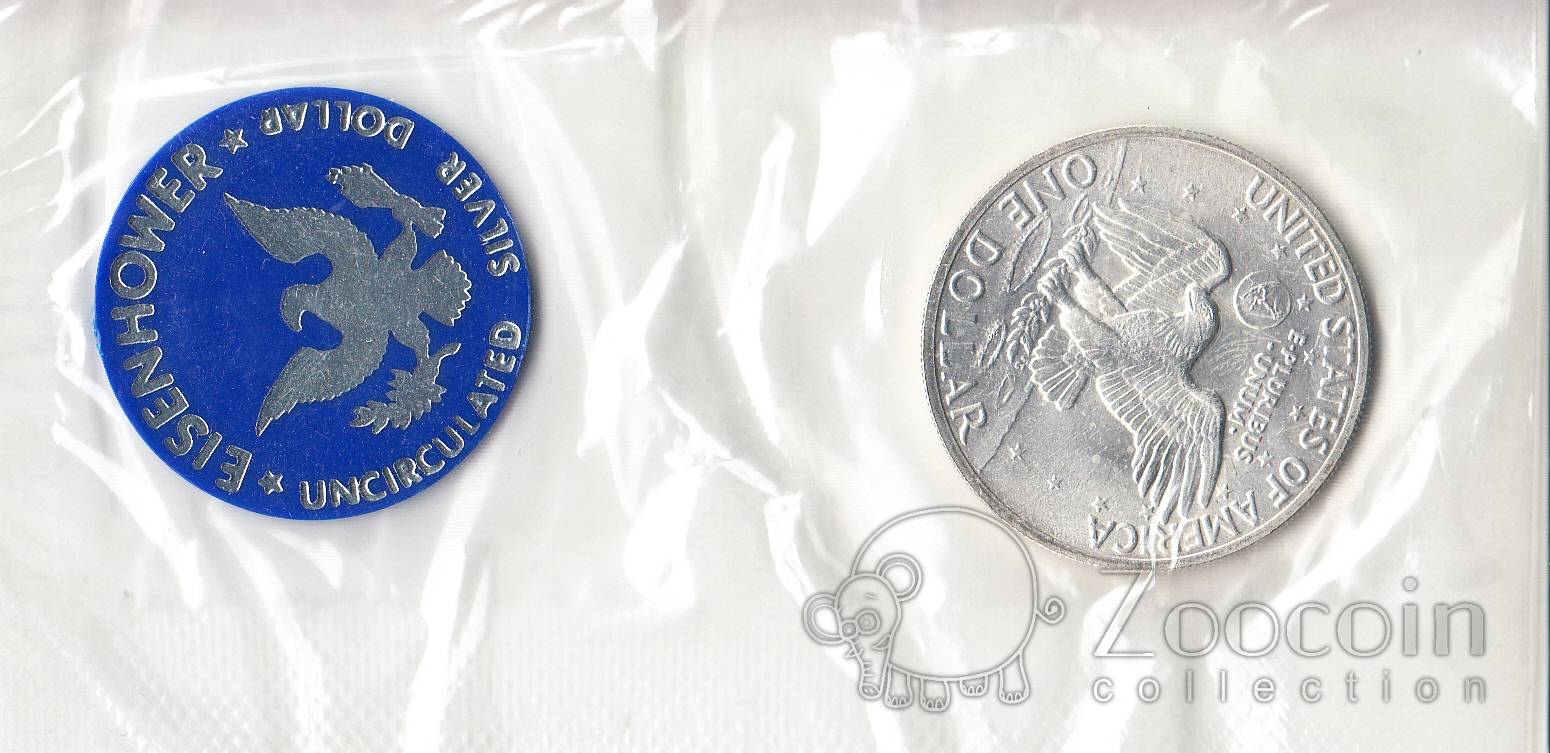 EISENHOWER
UNCIRCULATED SILVER DOLLAR
UNITED STATES OF AMERICA
E PLURIBUS
UNUM.
ONE DOLLAR
Zoocoin
collection